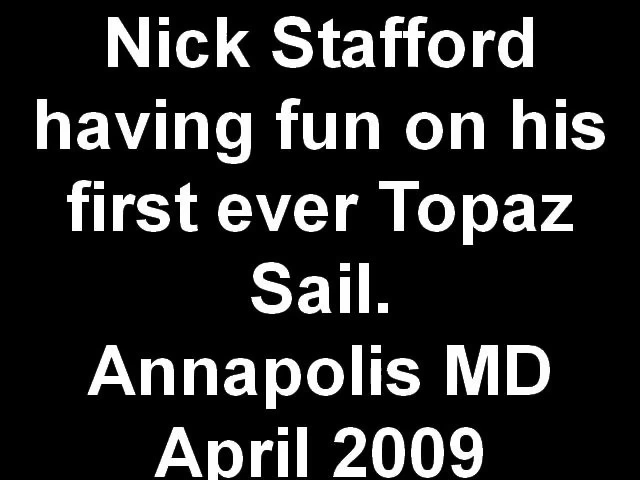 Nick Stafford
having fun on his
first ever Topaz
Sail.
Annapolis MD
April 2009